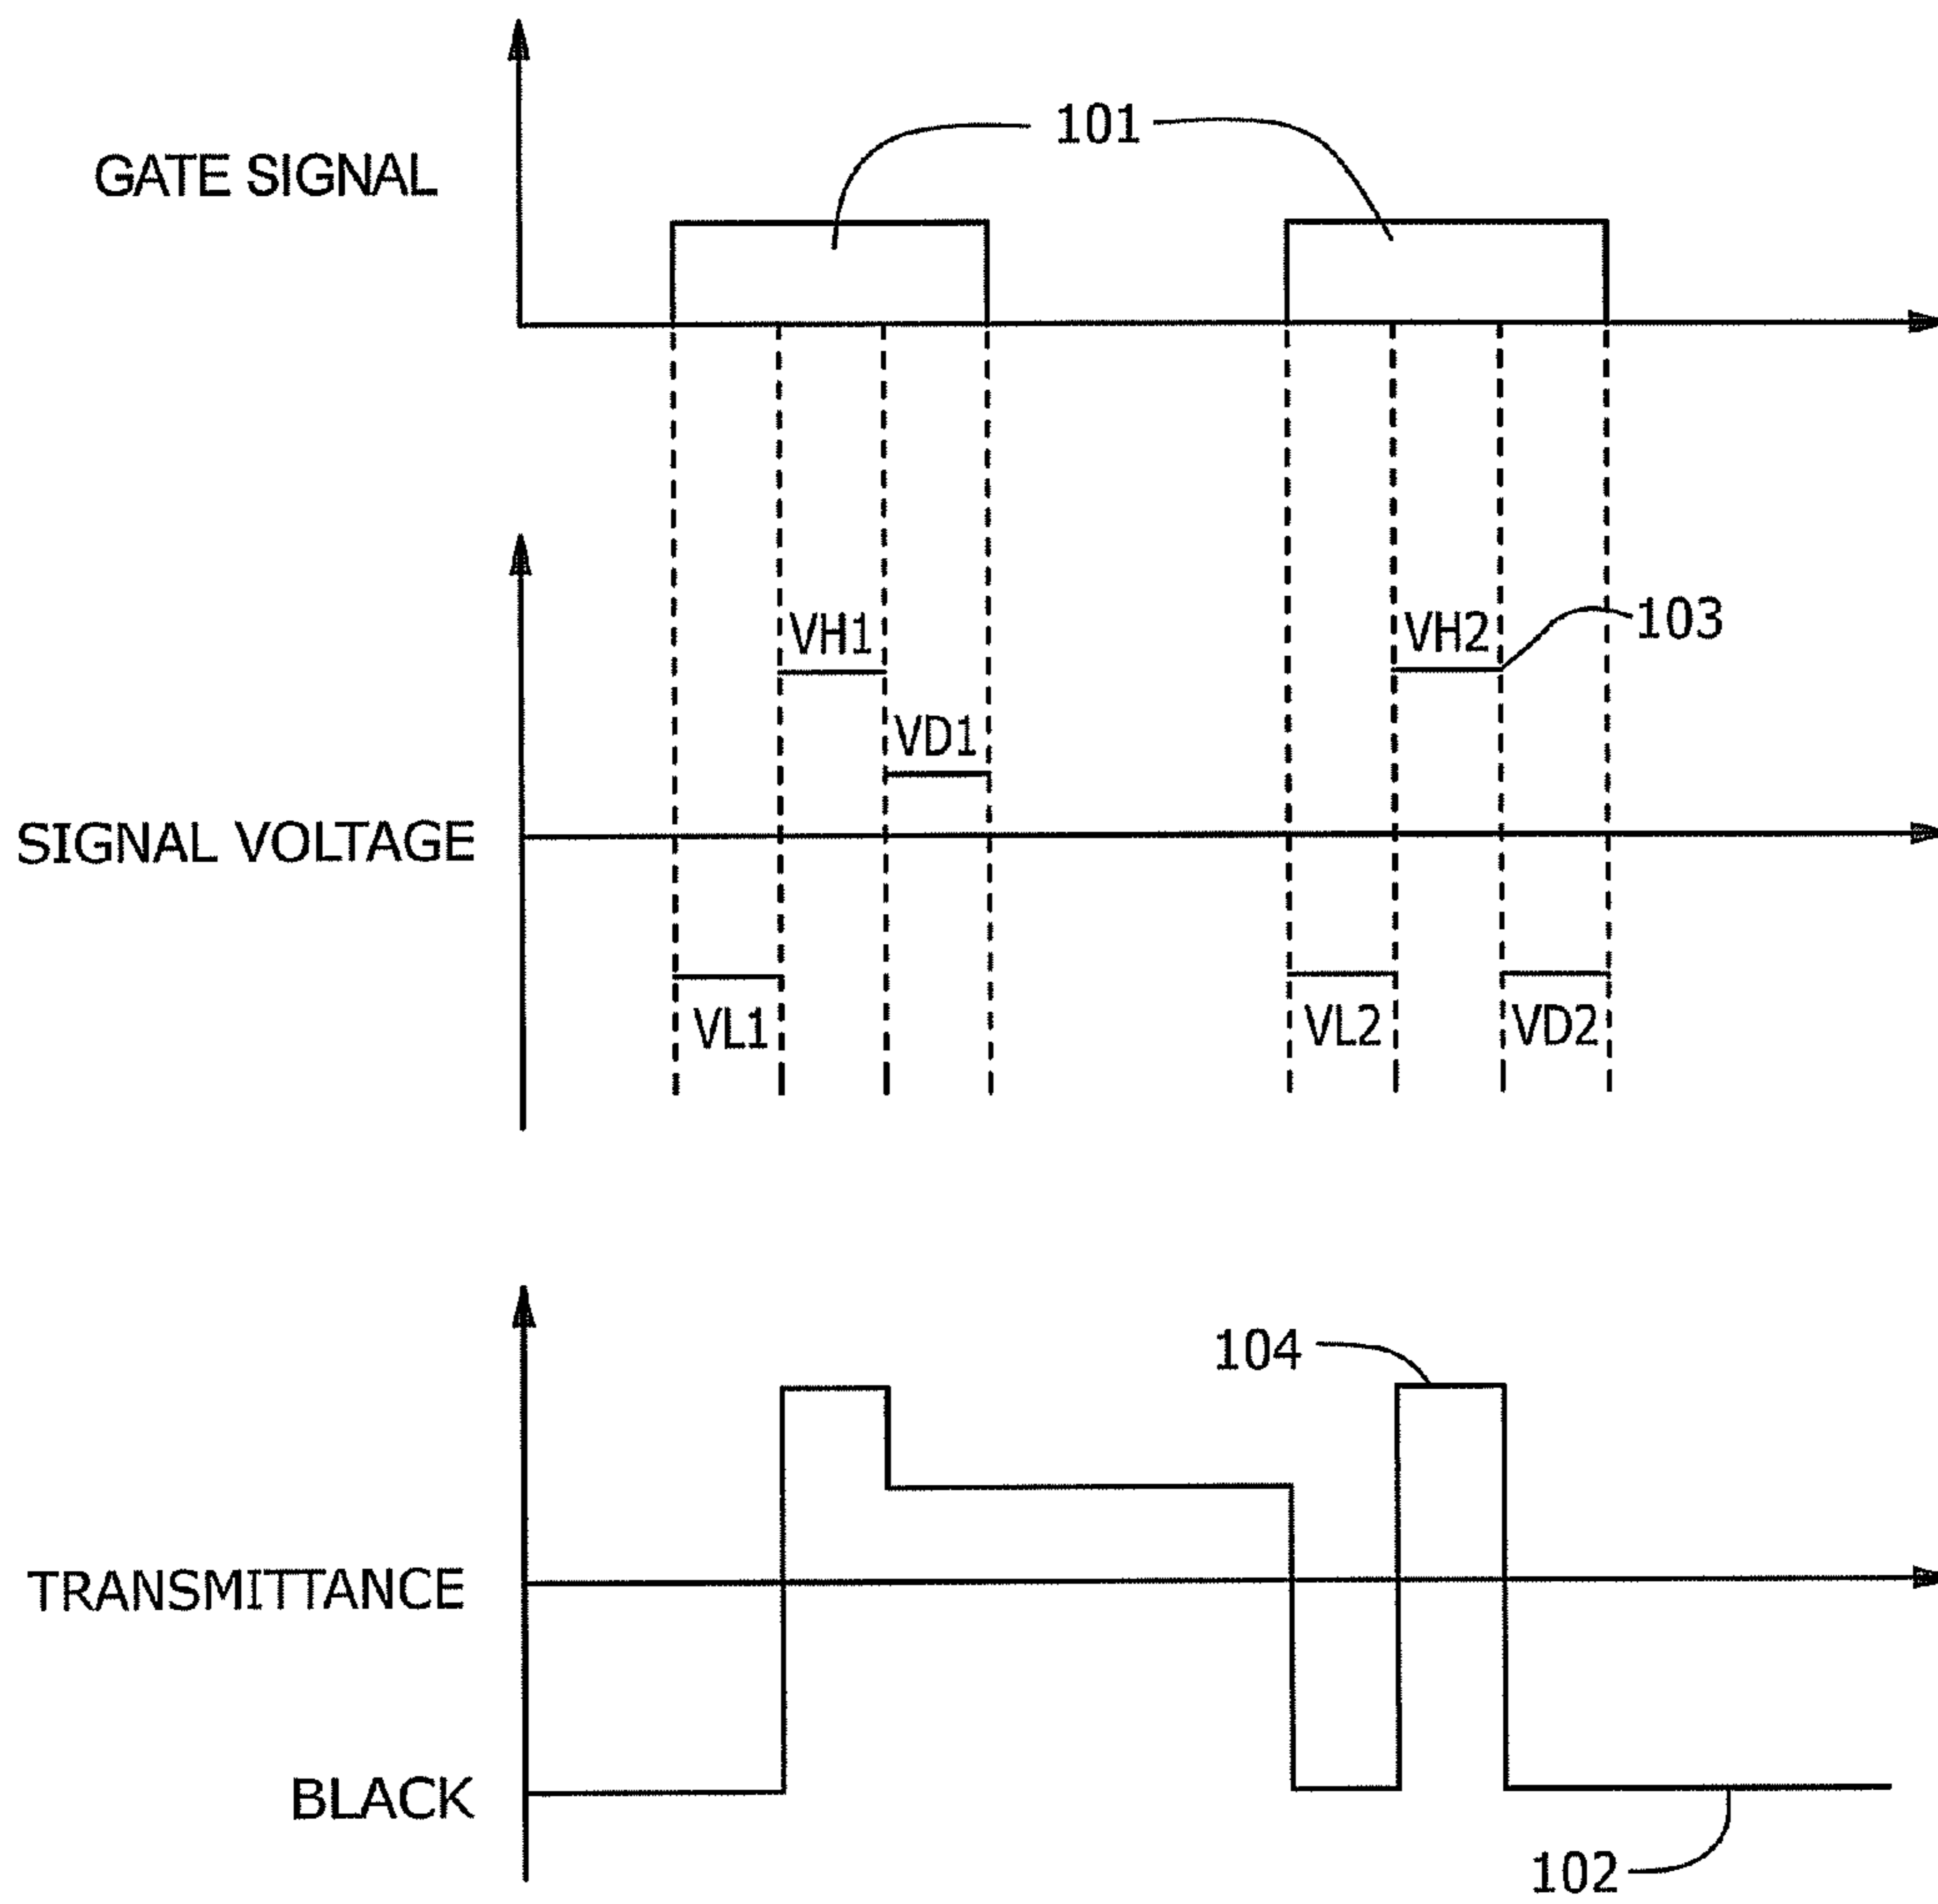 101
GATE SIGNAL
VH1
VH2
103
VD1
SIGNAL VOLTAGE
VL1
VL2
VD2
104
TRANSMITTANCE
BLACK
102